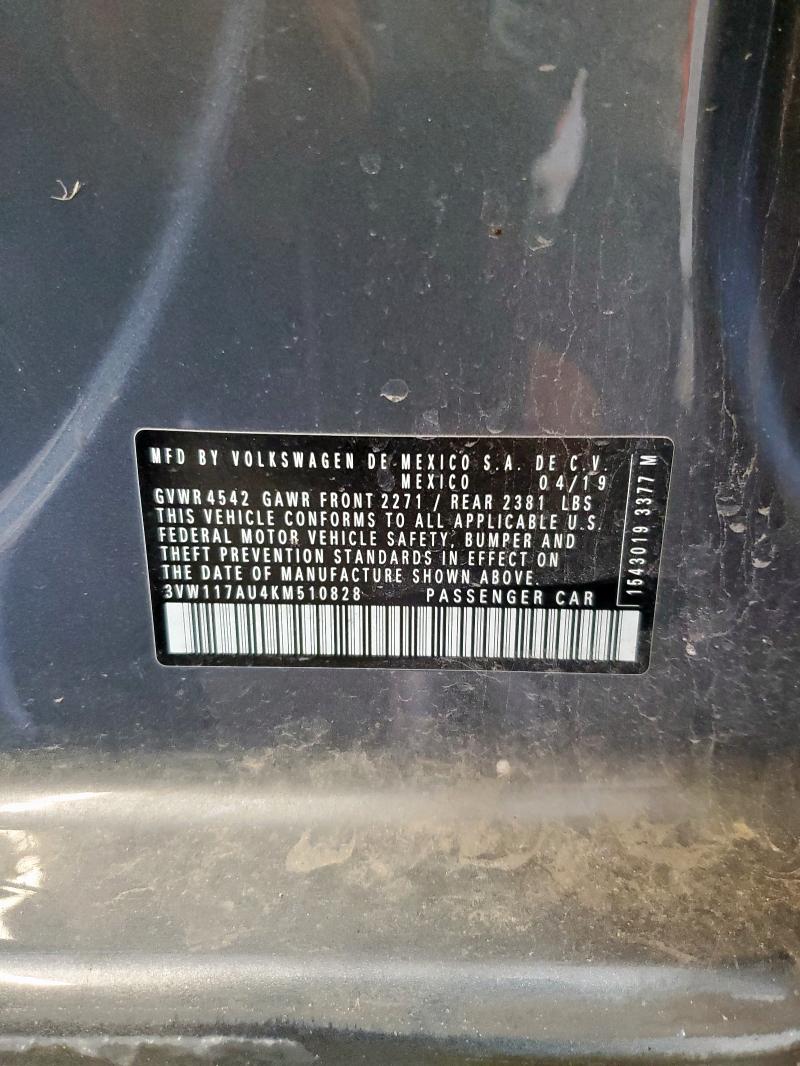 MFD BY VOLKSWAGEN DE MEXICO S.A. DE C.V.
MEXICO 04/19
GVWR 4542 GAWR FRONT 2271 / REAR 2381 LBS
THIS VEHICLE CONFORMS TO ALL APPLICABLE U.S.
FEDERAL MOTOR VEHICLE SAFETY, BUMPER AND
THEFT PREVENTION STANDARDS IN EFFECT ON
THE DATE OF MANUFACTURE SHOWN ABOVE.
3VW117AU4KM510828 PASSENGER CAR
1543019 3377 M